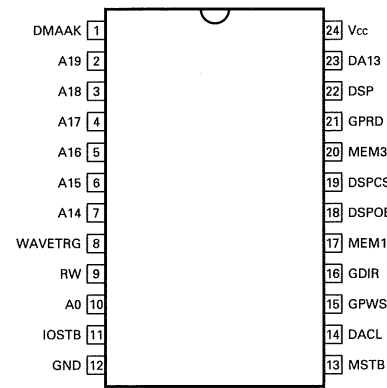 DMAAK 1 24 Vcc
A19 2 23 DA13
A18 3 22 DSP
A17 4 21 GPRD
A16 5 20 MEM3
A15 6 19 DSPCS
A14 7 18 DSPOE
WAVETRG 8 17 MEM1
RW 9 16 GDIR
A0 10 15 GPWS
IOSTB 11 14 DACL
GND 12 13 MSTB